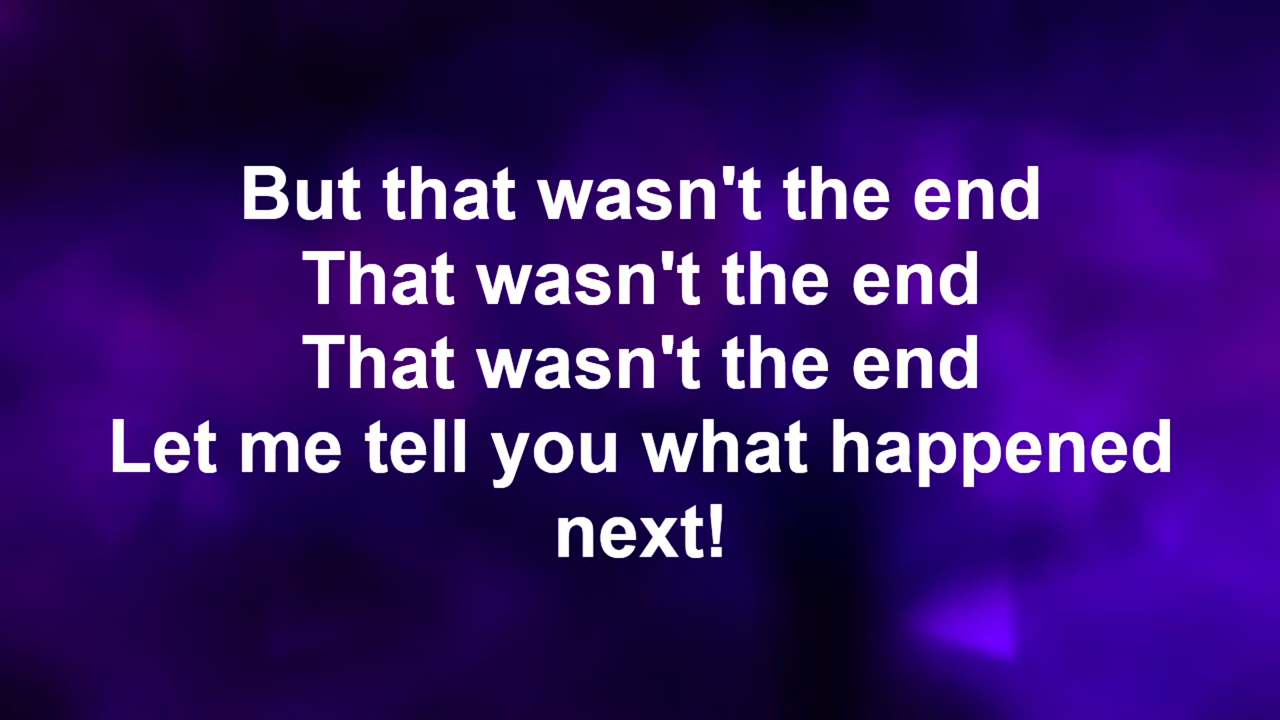 But that wasn't the end
That wasn't the end
That wasn't the end
Let me tell you what happened
next!